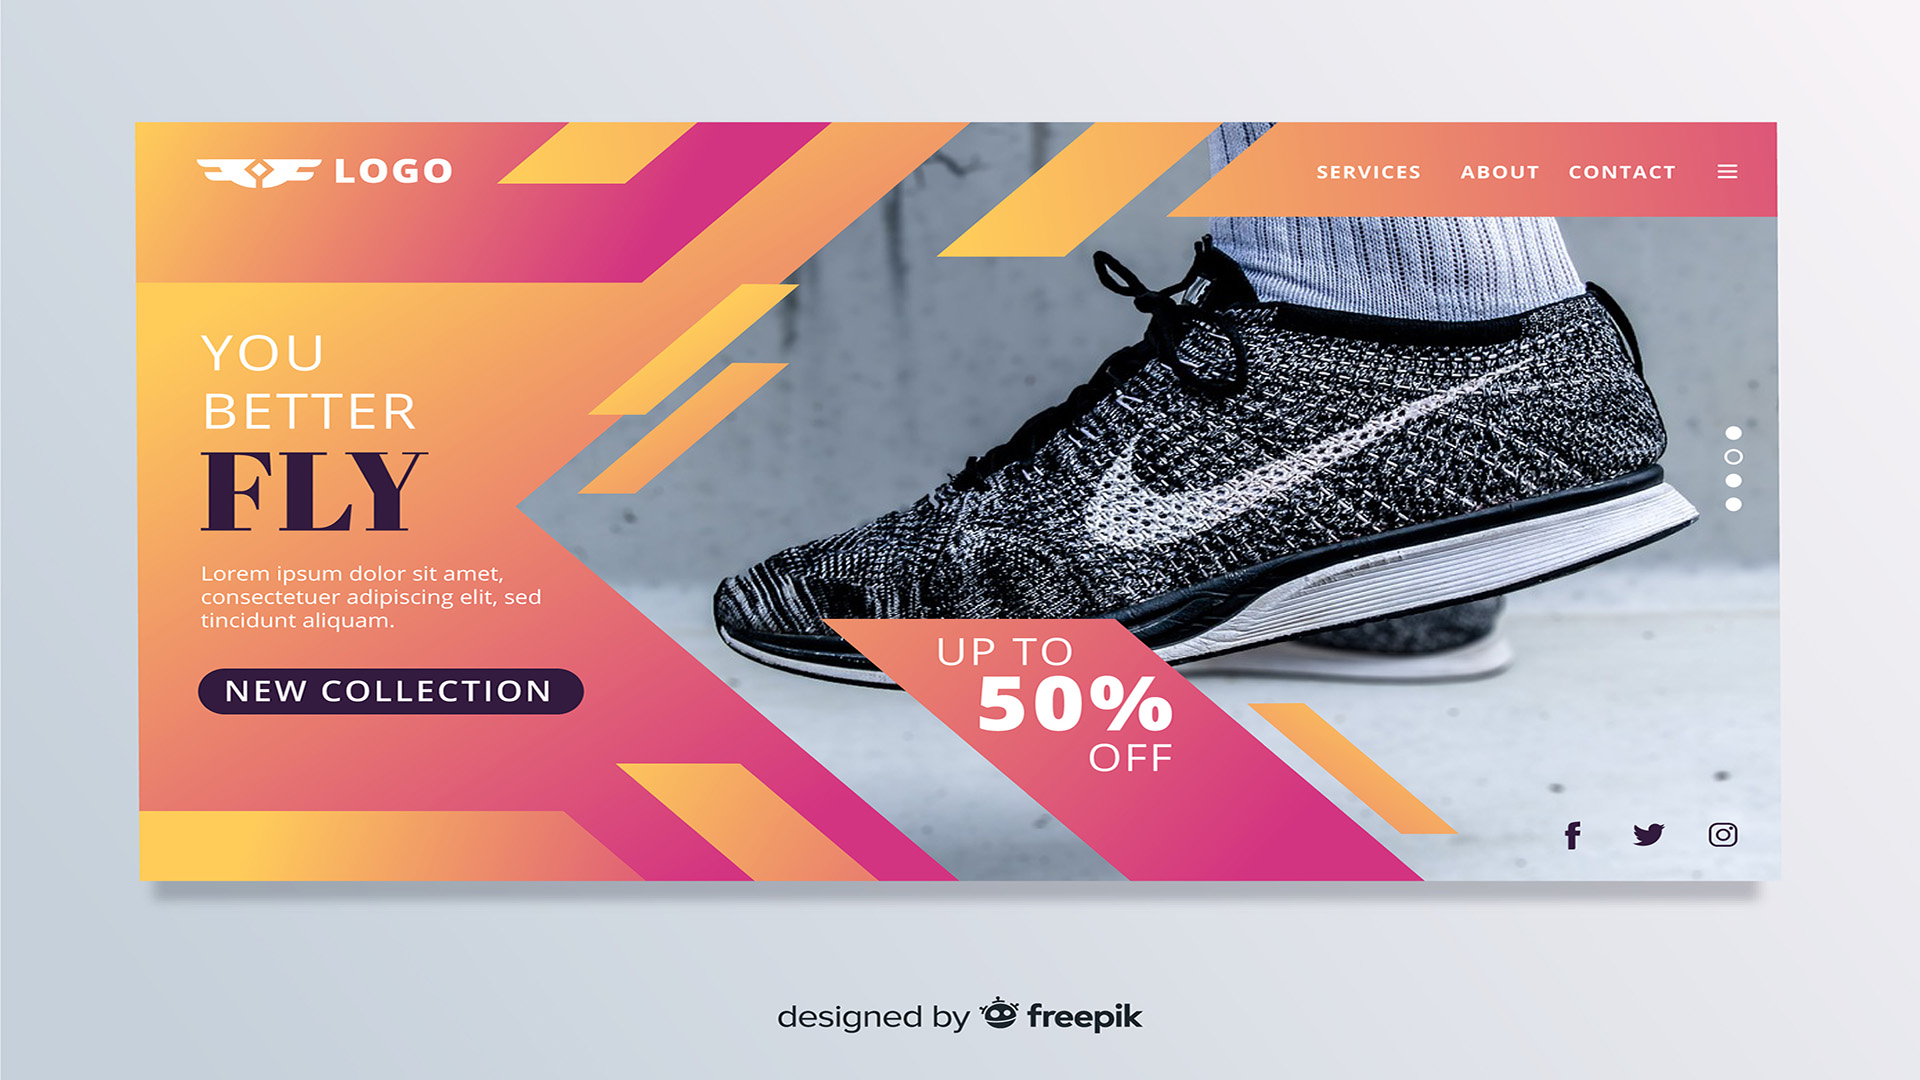 LOGO
SERVICES ABOUT CONTACT
YOU
BETTER
FLY
Lorem ipsum dolor sit amet,
consectetuer adipiscing elit, sed
tincidunt aliquam.
NEW COLLECTION
UP TO
50%
OFF
designed by freepik